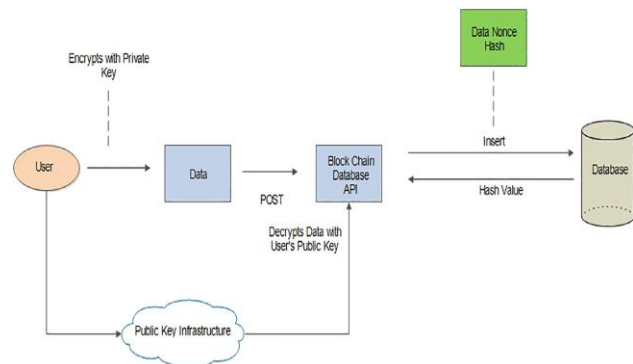 Data Nonce
Hash
Encrypts with Private
Key
User
Data
POST
Block Chain
Database
API
Insert
Hash Value
Database
Decrypts Data with
User's Public Key
Public Key Infrastructure